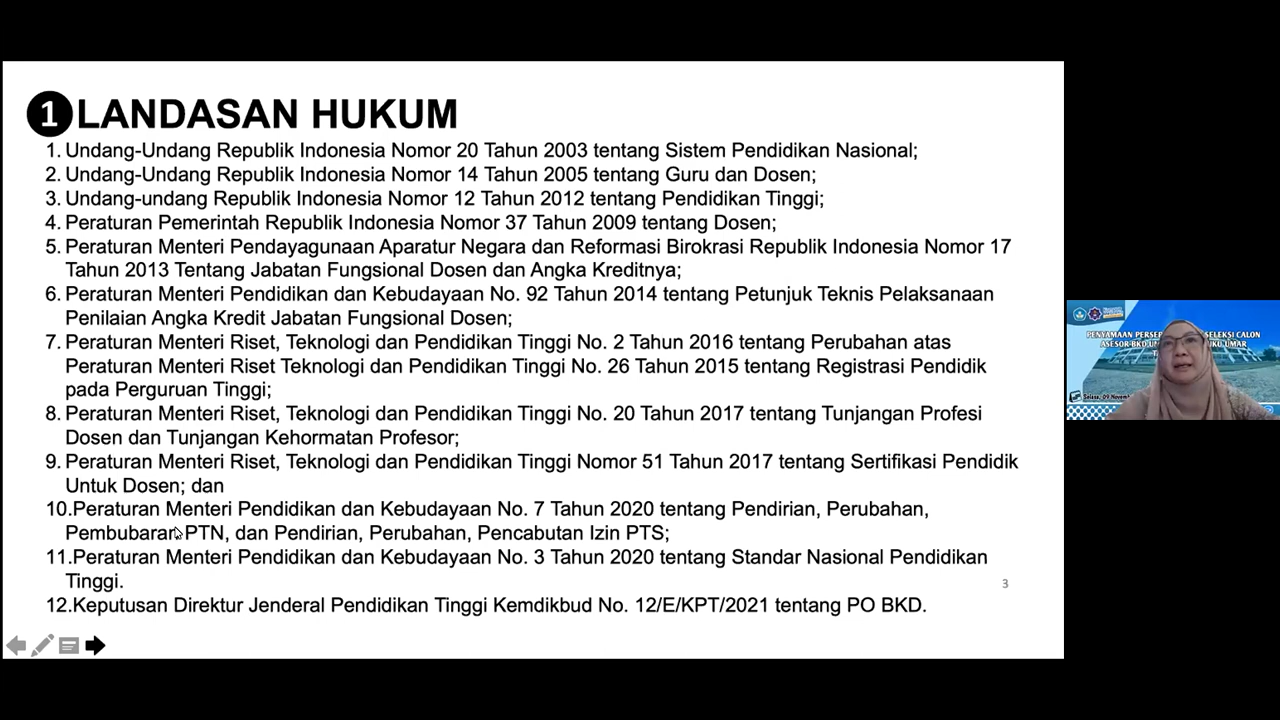 1 LANDASAN HUKUM
1. Undang-Undang Republik Indonesia Nomor 20 Tahun 2003 tentang Sistem Pendidikan Nasional;
2. Undang-Undang Republik Indonesia Nomor 14 Tahun 2005 tentang Guru dan Dosen;
3. Undang-undang Republik Indonesia Nomor 12 Tahun 2012 tentang Pendidikan Tinggi;
4. Peraturan Pemerintah Republik Indonesia Nomor 37 Tahun 2009 tentang Dosen;
5. Peraturan Menteri Pendayagunaan Aparatur Negara dan Reformasi Birokrasi Republik Indonesia Nomor 17
Tahun 2013 Tentang Jabatan Fungsional Dosen dan Angka Kreditnya;
6. Peraturan Menteri Pendidikan dan Kebudayaan No. 92 Tahun 2014 tentang Petunjuk Teknis Pelaksanaan
Penilaian Angka Kredit Jabatan Fungsional Dosen;
7. Peraturan Menteri Riset, Teknologi dan Pendidikan Tinggi No. 2 Tahun 2016 tentang Perubahan atas
Peraturan Menteri Riset Teknologi dan Pendidikan Tinggi No. 26 Tahun 2015 tentang Registrasi Pendidik
pada Perguruan Tinggi;
8. Peraturan Menteri Riset, Teknologi dan Pendidikan Tinggi No. 20 Tahun 2017 tentang Tunjangan Profesi
Dosen dan Tunjangan Kehormatan Profesor;
9. Peraturan Menteri Riset, Teknologi dan Pendidikan Tinggi Nomor 51 Tahun 2017 tentang Sertifikasi Pendidik
Untuk Dosen; dan
10.Peraturan Menteri Pendidikan dan Kebudayaan No. 7 Tahun 2020 tentang Pendirian, Perubahan,
Pembubaran PTN, dan Pendirian, Perubahan, Pencabutan Izin PTS;
11.Peraturan Menteri Pendidikan dan Kebudayaan No. 3 Tahun 2020 tentang Standar Nasional Pendidikan
Tinggi.
12.Keputusan Direktur Jenderal Pendidikan Tinggi Kemdikbud No. 12/E/KPT/2021 tentang PO BKD.
3
PENYAMAAN SELEKSI CALON
ASESOR BKD UMAR
Selasa, 09